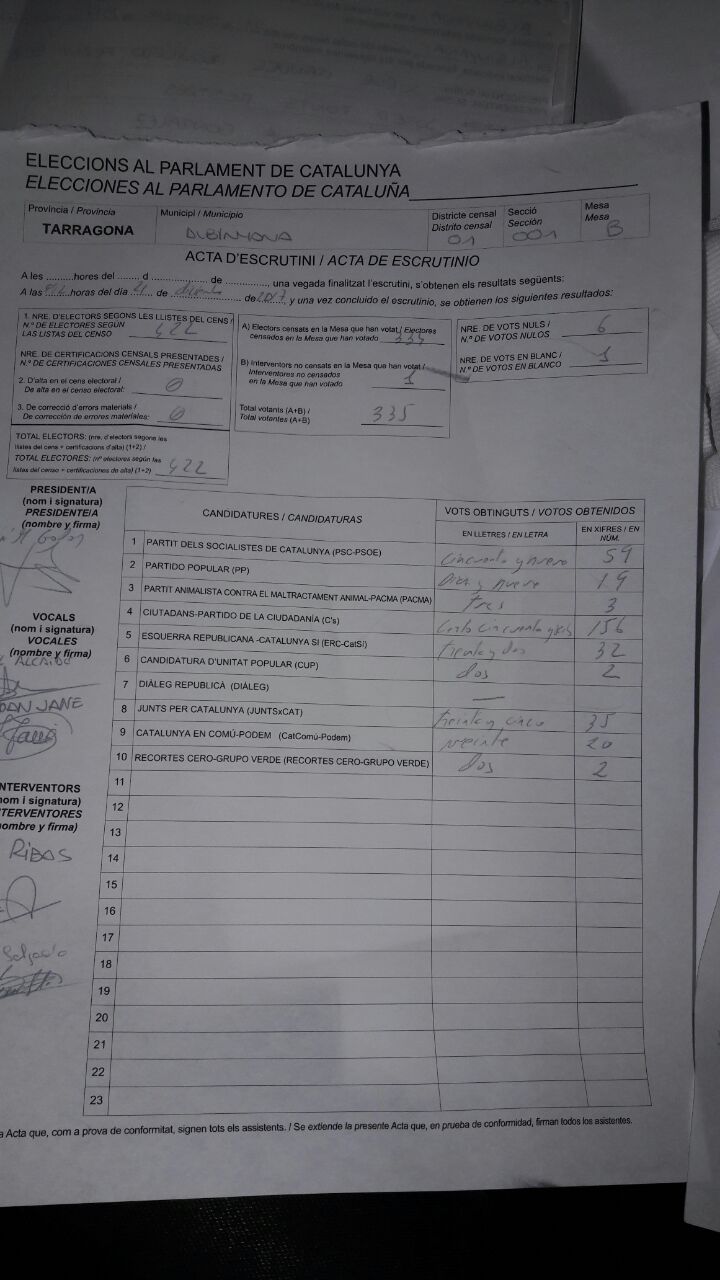 ELECCIONS AL PARLAMENT DE CATALUNYA
ELECCIONES AL PARLAMENTO DE CATALUÑA
Província / Provincia
TARRAGONA
Municipi / Municipio
ALBINYANA
Districte censal
Distrito censal
01
Secció
Sección
001
Mesa
Mesa
B
ACTA D'ESCRUTINI / ACTA DE ESCRUTINIO
A les ..........hores del ....... d .................. de .............., una vegada finalitzat l'escrutini, s'obtenen els resultats següents:
A las ..... horas del día 21 de de 2017 y una vez concluido el escrutinio, se obtienen los siguientes resultados:
1. NRE. D'ELECTORS SEGONS LES LLISTES DEL CENS /
N.º DE ELECTORES SEGÚN
LAS LISTAS DEL CENSO 422
NRE. DE CERTIFICACIONS CENSALS PRESENTADES /
N.º DE CERTIFICACIONES CENSALES PRESENTADAS
2. D'alta en el cens electoral /
De alta en el censo electoral: 0
3. De correcció d'errors materials /
De corrección de errores materiales: 0
TOTAL ELECTORS: (nre. d'electors segons les
llistes del cens + certificacions d'alta) (1+2) /
TOTAL ELECTORES: (nº electores según las
listas del censo + certificaciones de alta) (1+2) 422
A) Electors censats en la Mesa que han votat / Electores
censados en la Mesa que han votado 334
B) Interventors no censats en la Mesa que han votat /
Interventores no censados
en la Mesa que han votado 1
Total votants (A+B) /
Total votantes (A+B) 335
NRE. DE VOTS NULS /
N.º DE VOTOS NULOS 6
NRE. DE VOTS EN BLANC /
N.º DE VOTOS EN BLANCO 1
PRESIDENT/A
(nom i signatura)
PRESIDENTE/A
(nombre y firma)
VOCALS
(nom i signatura)
VOCALES
(nombre y firma)
ALCAIDE
JOAN JANE
Jané
INTERVENTORS
(nom i signatura)
INTERVENTORES
(nombre y firma)
RIBAS
CANDIDATURES / CANDIDATURAS
VOTS OBTINGUTS / VOTOS OBTENIDOS
EN LLETRES / EN LETRA
EN XIFRES / EN NÚM.
1 PARTIT DELS SOCIALISTES DE CATALUNYA (PSC-PSOE) Cincuenta y nueve 59
2 PARTIDO POPULAR (PP) Diez y nueve 19
3 PARTIT ANIMALISTA CONTRA EL MALTRACTAMENT ANIMAL-PACMA (PACMA) Tres 3
4 CIUTADANS-PARTIDO DE LA CIUDADANÍA (C's) Ciento cincuenta y seis 156
5 ESQUERRA REPUBLICANA -CATALUNYA SÍ (ERC-CatSí) treinta y dos 32
6 CANDIDATURA D'UNITAT POPULAR (CUP) dos 2
7 DIÀLEG REPUBLICÀ (DIÀLEG) —
8 JUNTS PER CATALUNYA (JUNTSxCAT) treinta y cinco 35
9 CATALUNYA EN COMÚ-PODEM (CatComú-Podem) veinte 20
10 RECORTES CERO-GRUPO VERDE (RECORTES CERO-GRUPO VERDE) dos 2
11
12
13
14
15
16
17
18
19
20
21
22
23
a Acta que, com a prova de conformitat, signen tots els assistents. / Se extiende la presente Acta que, en prueba de conformidad, firman todos los asistentes.